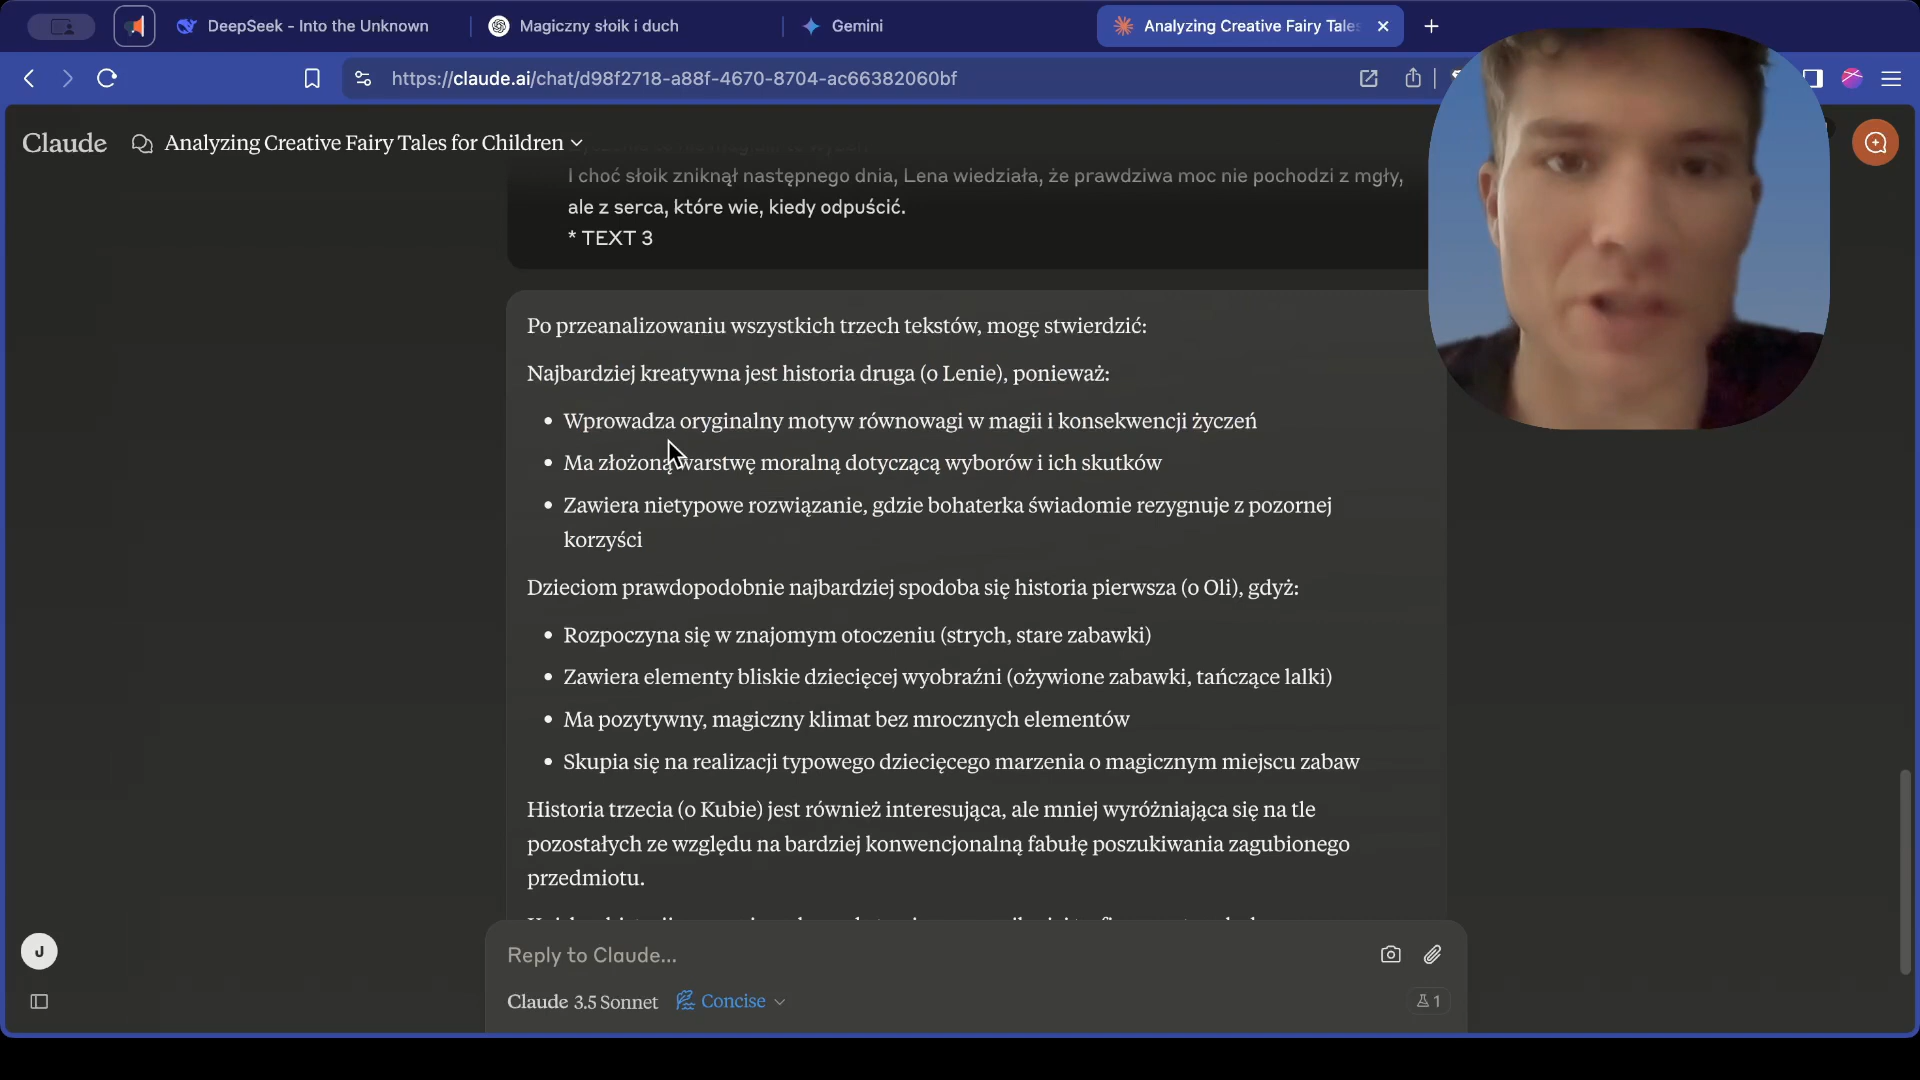 DeepSeek - Into the Unknown
Magiczny słoik i duch
Gemini
Analyzing Creative Fairy Tales
https://claude.ai/chat/d98f2718-a88f-4670-8704-ac66382060bf
Claude
Analyzing Creative Fairy Tales for Children
I choć słoik zniknął następnego dnia, Lena wiedziała, że prawdziwa moc nie pochodzi z mgły,
ale z serca, które wie, kiedy odpuścić.
* TEXT 3
Po przeanalizowaniu wszystkich trzech tekstów, mogę stwierdzić:
Najbardziej kreatywna jest historia druga (o Lenie), ponieważ:
• Wprowadza oryginalny motyw równowagi w magii i konsekwencji życzeń
• Ma złożoną warstwę moralną dotyczącą wyborów i ich skutków
• Zawiera nietypowe rozwiązanie, gdzie bohaterka świadomie rezygnuje z pozornej
korzyści
Dzieciom prawdopodobnie najbardziej spodoba się historia pierwsza (o Oli), gdyż:
• Rozpoczyna się w znajomym otoczeniu (strych, stare zabawki)
• Zawiera elementy bliskie dziecięcej wyobraźni (ożywione zabawki, tańczące lalki)
• Ma pozytywny, magiczny klimat bez mrocznych elementów
• Skupia się na realizacji typowego dziecięcego marzenia o magicznym miejscu zabaw
Historia trzecia (o Kubie) jest również interesująca, ale mniej wyróżniająca się na tle
pozostałych ze względu na bardziej konwencjonalną fabułę poszukiwania zagubionego
przedmiotu.
J
Reply to Claude...
Claude 3.5 Sonnet
Concise
1